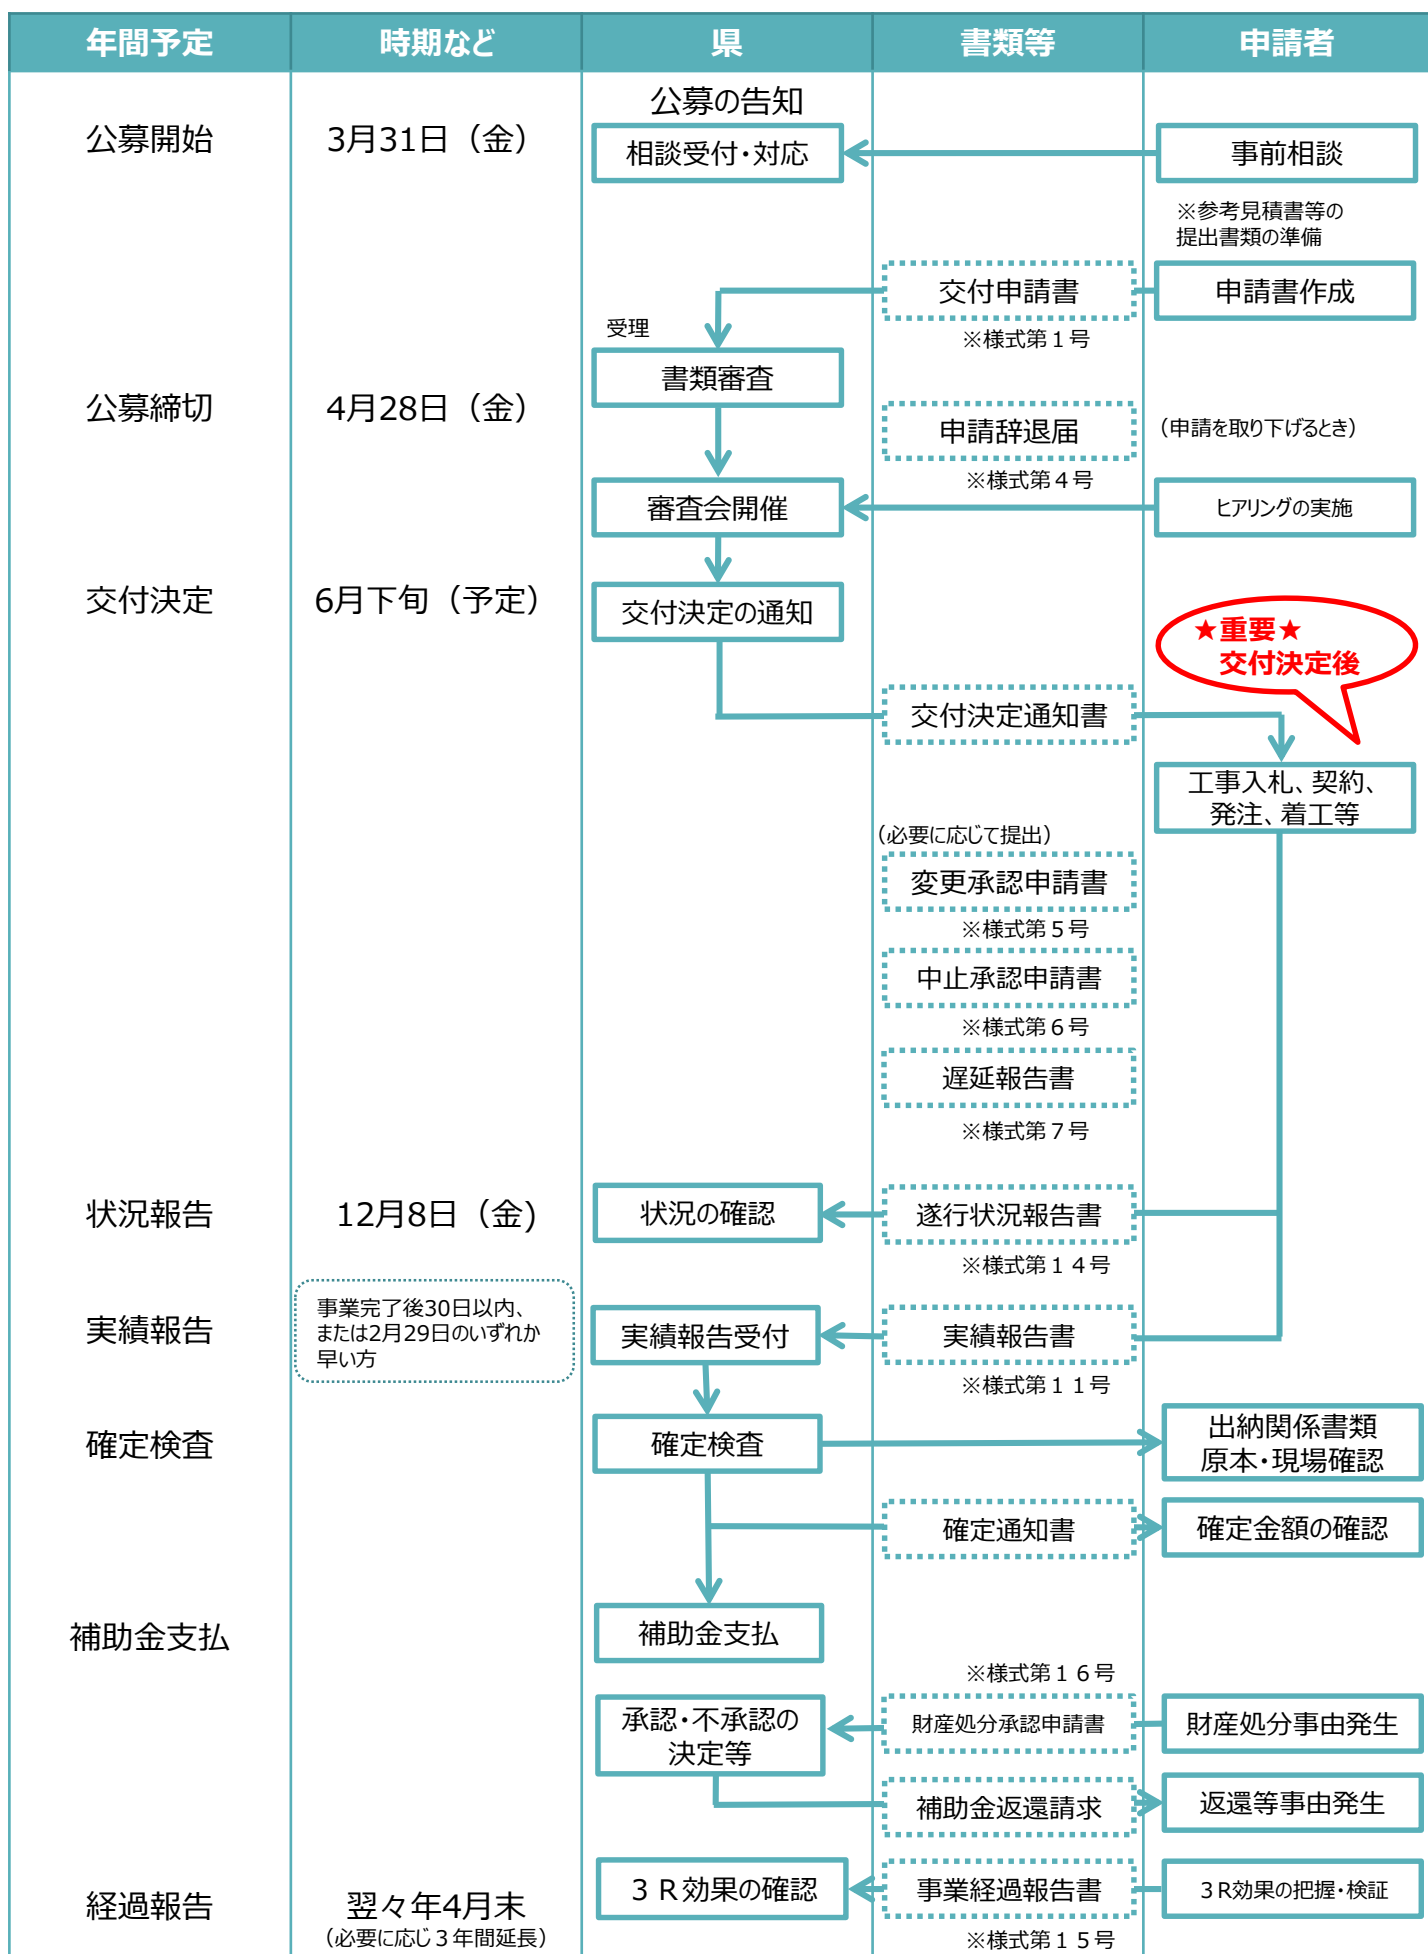 年間予定
時期など
県
書類等
申請者
公募の告知
公募開始
3月31日（金）
相談受付・対応
事前相談
※参考見積書等の
提出書類の準備
交付申請書
申請書作成
※様式第１号
受理
書類審査
公募締切
4月28日（金）
申請辞退届
（申請を取り下げるとき）
※様式第４号
審査会開催
ヒアリングの実施
交付決定
6月下旬（予定）
交付決定の通知
★重要★
交付決定後
交付決定通知書
工事入札、契約、
発注、着工等
（必要に応じて提出）
変更承認申請書
※様式第５号
中止承認申請書
※様式第６号
遅延報告書
※様式第７号
状況報告
12月8日（金）
状況の確認
遂行状況報告書
※様式第１４号
実績報告
事業完了後30日以内、
または2月29日のいずれか
早い方
実績報告受付
実績報告書
※様式第１１号
確定検査
確定検査
出納関係書類
原本・現場確認
確定通知書
確定金額の確認
補助金支払
補助金支払
※様式第１６号
承認・不承認の
決定等
財産処分承認申請書
財産処分事由発生
補助金返還請求
返還等事由発生
経過報告
翌々年4月末
（必要に応じ３年間延長）
３Ｒ効果の確認
事業経過報告書
３Ｒ効果の把握・検証
※様式第１５号